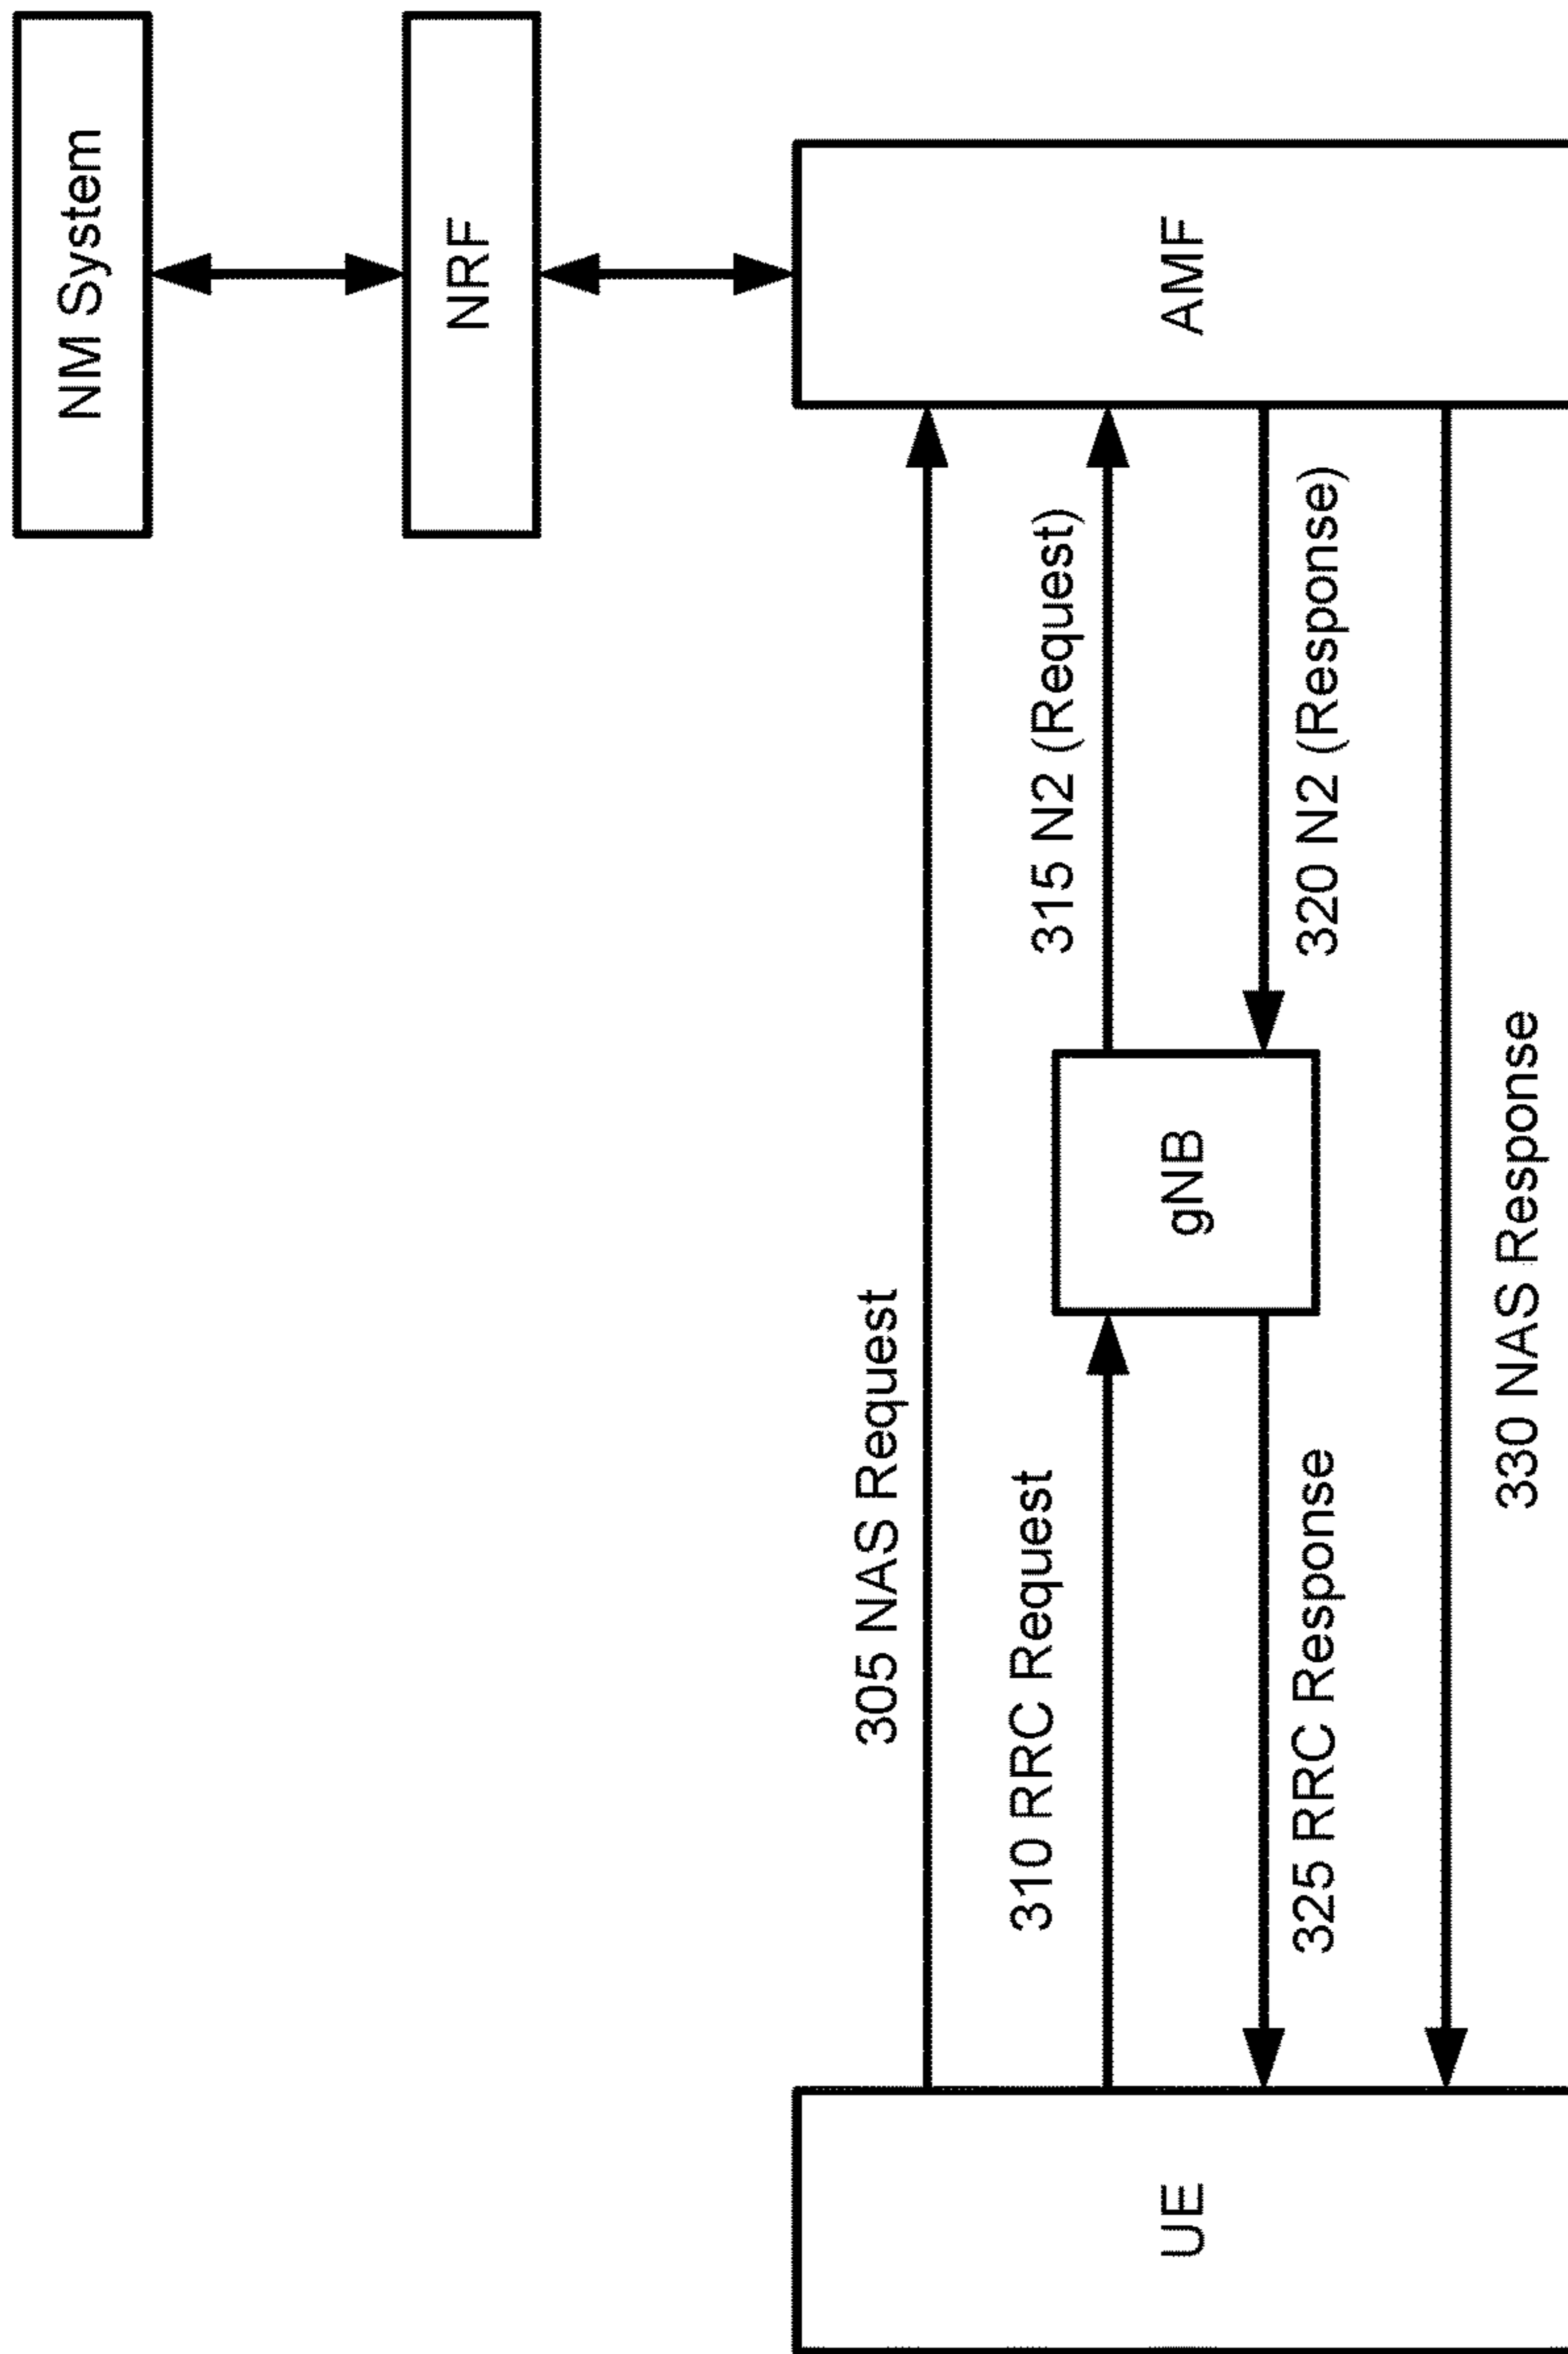 NM System
NRF
AMF
305 NAS Request
310 RRC Request
315 N2 (Request)
gNB
320 N2 (Response)
325 RRC Response
330 NAS Response
UE